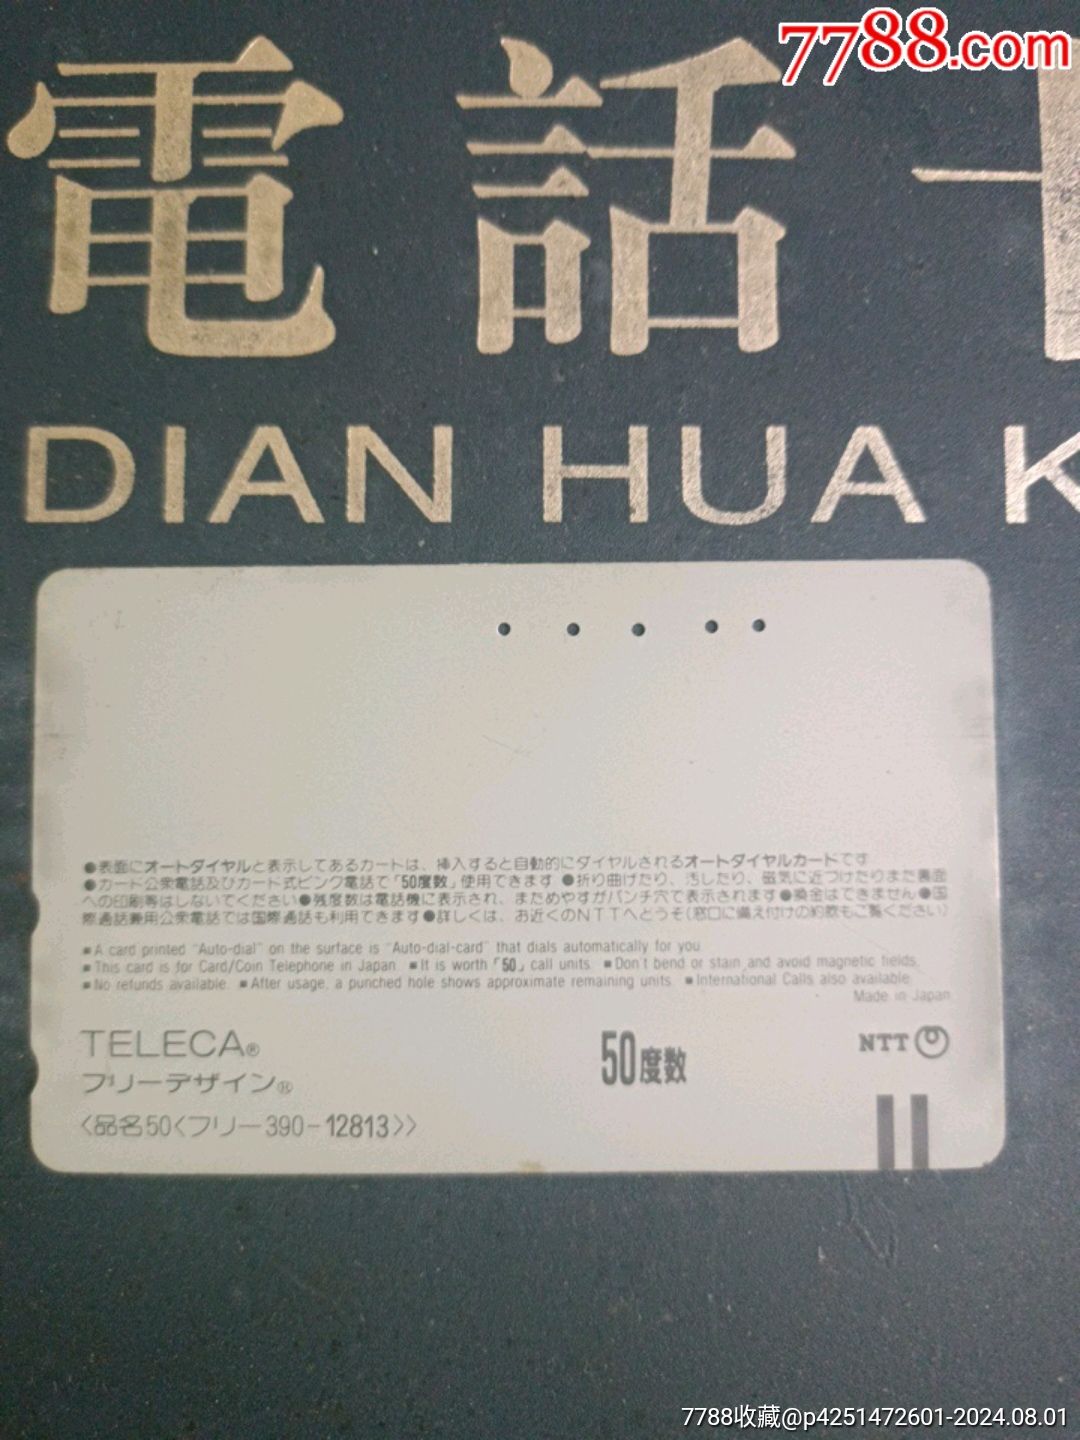 7788.com
電話
DIAN HUA K
●表面にオートダイヤルと表示してあるカードは、挿入すると自動的にダイヤルされるオートダイヤルカードです
●カード公衆電話及びカード式ピンク電話で「50度数」使用できます ●折り曲げたり、汚したり、磁気に近づけたりまた裏面
への印刷等はしないでください●残度数は電話機に表示され、まためやすがパンチ穴で表示されます●換金はできません●国
際通話兼用公衆電話では国際通話も利用できます●詳しくは、お近くのNTTへどうぞ(窓口に備え付けの約款もご覧ください)
■A card printed "Auto-dial" on the surface is "Auto-dial-card" that dials automatically for you.
■This card is for Card/Coin Telephone in Japan. ■It is worth「50」call units. ■Don't bend or stain, and avoid magnetic fields.
■No refunds available. ■After usage, a punched hole shows approximate remaining units. ■International Calls also available.
Made in Japan
TELECA®
フリーデザイン®
50度数
NTT
〈品名50〈フリー390-12813〉〉
7788收藏@p4251472601-2024.08.01